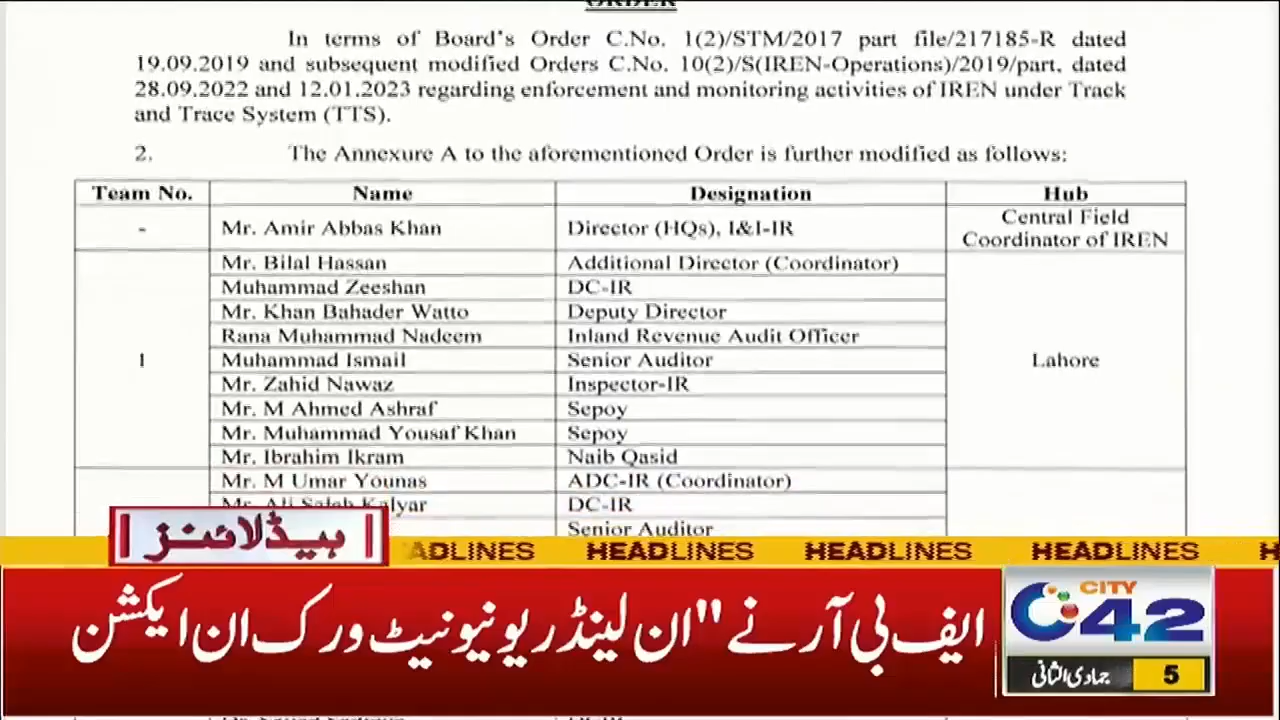 ORDER
In terms of Board's Order C.No. 1(2)/STM/2017 part file/217185-R dated
19.09.2019 and subsequent modified Orders C.No. 10(2)/S(IREN-Operations)/2019/part, dated
28.09.2022 and 12.01.2023 regarding enforcement and monitoring activities of IREN under Track
and Trace System (TTS).
2. The Annexure A to the aforementioned Order is further modified as follows:
Team No. Name Designation Hub
- Mr. Amir Abbas Khan Director (HQs), I&I-IR Central Field
Coordinator of IREN
Mr. Bilal Hassan Additional Director (Coordinator)
Muhammad Zeeshan DC-IR
Mr. Khan Bahader Watto Deputy Director
Rana Muhammad Nadeem Inland Revenue Audit Officer
1 Muhammad Ismail Senior Auditor Lahore
Mr. Zahid Nawaz Inspector-IR
Mr. M Ahmed Ashraf Sepoy
Mr. Muhammad Yousaf Khan Sepoy
Mr. Ibrahim Ikram Naib Qasid
Mr. M Umar Younas ADC-IR (Coordinator)
Mr. Ali Saleh Kalyar DC-IR
Senior Auditor
ہیڈلائنز
ADLINES HEADLINES HEADLINES HEADLINES H
ایف بی آر نے "ان لینڈ ریونیو نیٹ ورک ان ایکشن
CITY
42
جمادی الثانی 5